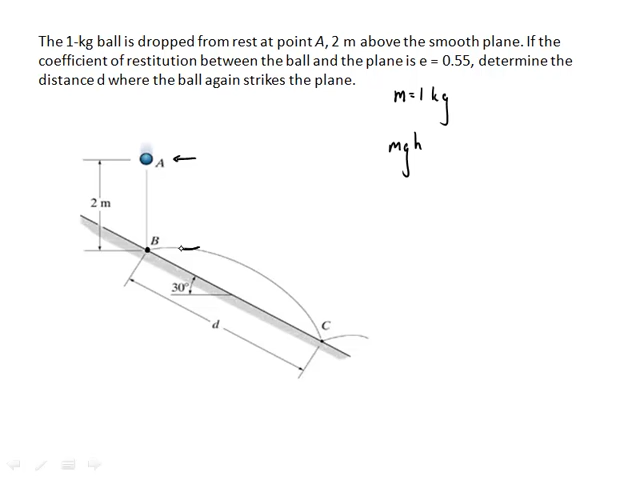 The 1-kg ball is dropped from rest at point A, 2 m above the smooth plane. If the
coefficient of restitution between the ball and the plane is e = 0.55, determine the
distance d where the ball again strikes the plane.
m=1 kg
mgh
A
2 m
B
30°
d
C